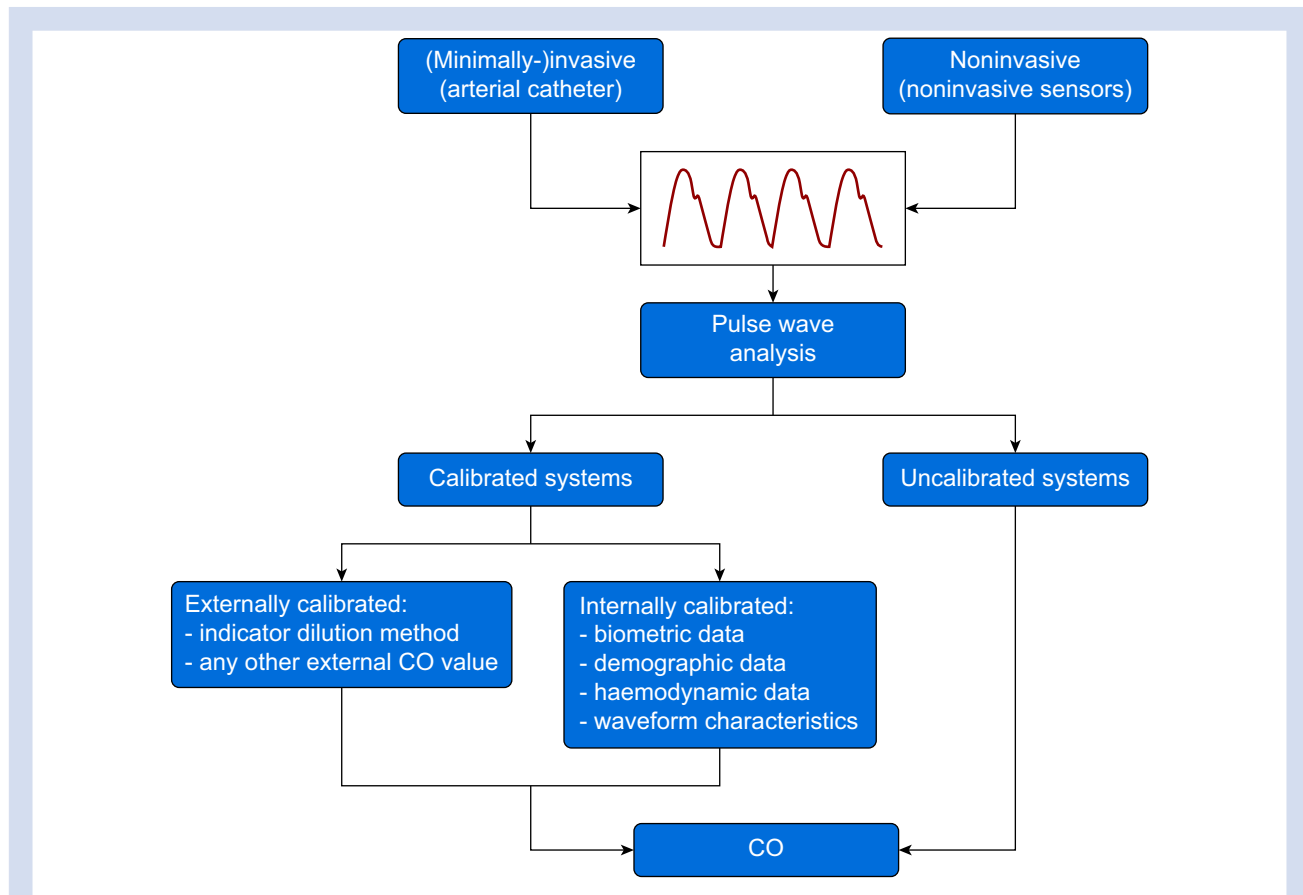 (Minimally-)invasive
(arterial catheter)
Noninvasive
(noninvasive sensors)
Pulse wave
analysis
Calibrated systems
Uncalibrated systems
Externally calibrated:
- indicator dilution method
- any other external CO value
Internally calibrated:
- biometric data
- demographic data
- haemodynamic data
- waveform characteristics
CO